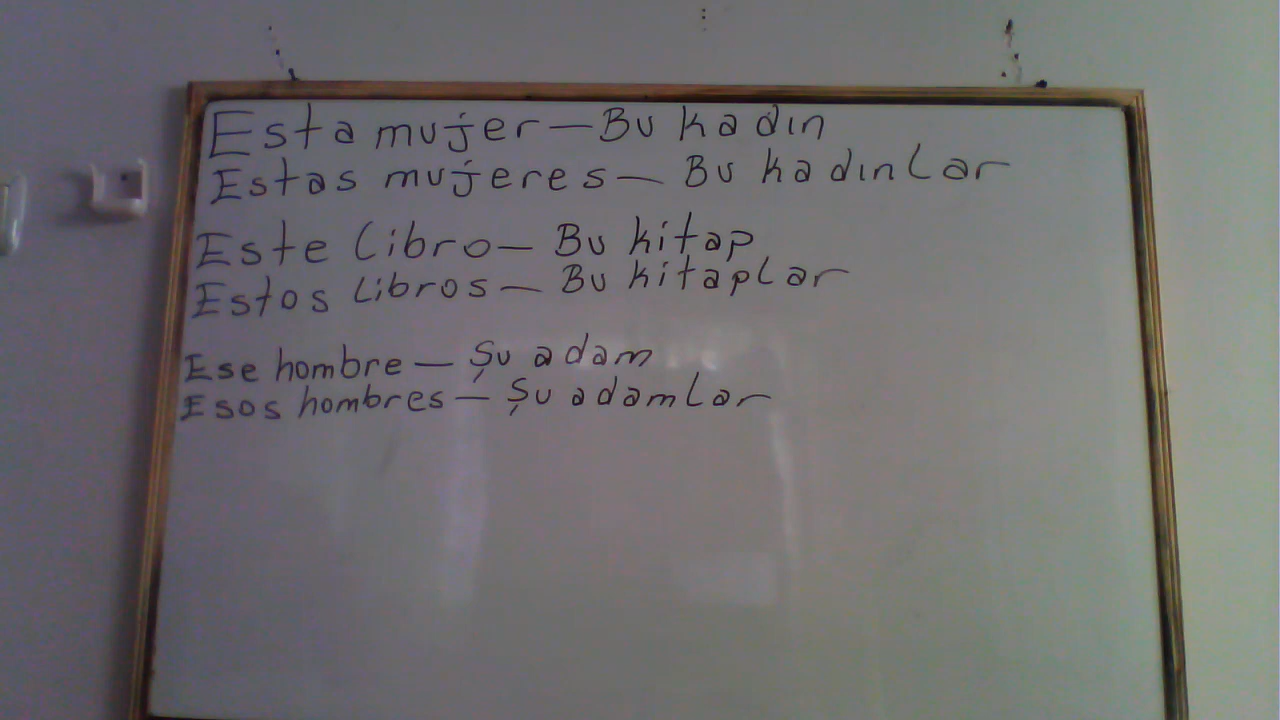 Esta mujer — Bu kadın
Estas mujeres — Bu kadınlar
Este libro — Bu kitap
Estos libros — Bu kitaplar
Ese hombre — Şu adam
Esos hombres — Şu adamlar